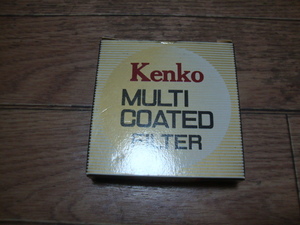 Kenko
MULTI
COATED
FILTER